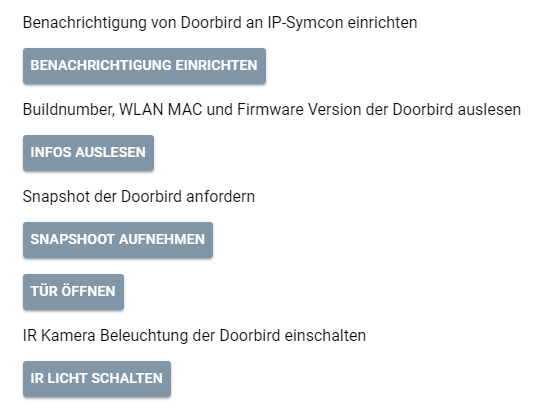 Benachrichtigung von Doorbird an IP-Symcon einrichten
BENACHRICHTIGUNG EINRICHTEN
Buildnumber, WLAN MAC und Firmware Version der Doorbird auslesen
INFOS AUSLESEN
Snapshot der Doorbird anfordern
SNAPSHOOT AUFNEHMEN
TÜR ÖFFNEN
IR Kamera Beleuchtung der Doorbird einschalten
IR LICHT SCHALTEN